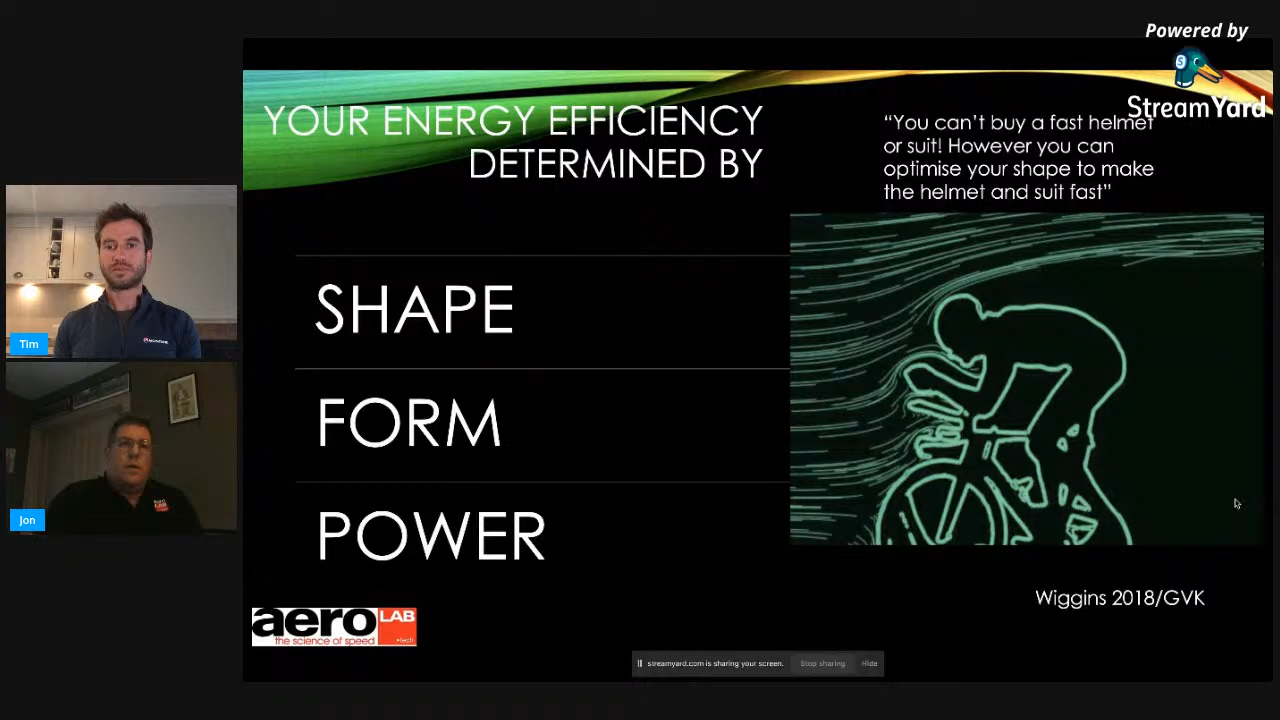 Powered by
StreamYard
YOUR ENERGY EFFICIENCY
DETERMINED BY
“You can’t buy a fast helmet
or suit! However you can
optimise your shape to make
the helmet and suit fast”
SHAPE
FORM
POWER
Tim
Jon
Wiggins 2018/GVK
aero LAB
the science of speed •tech
streamyard.com is sharing your screen. Stop sharing Hide